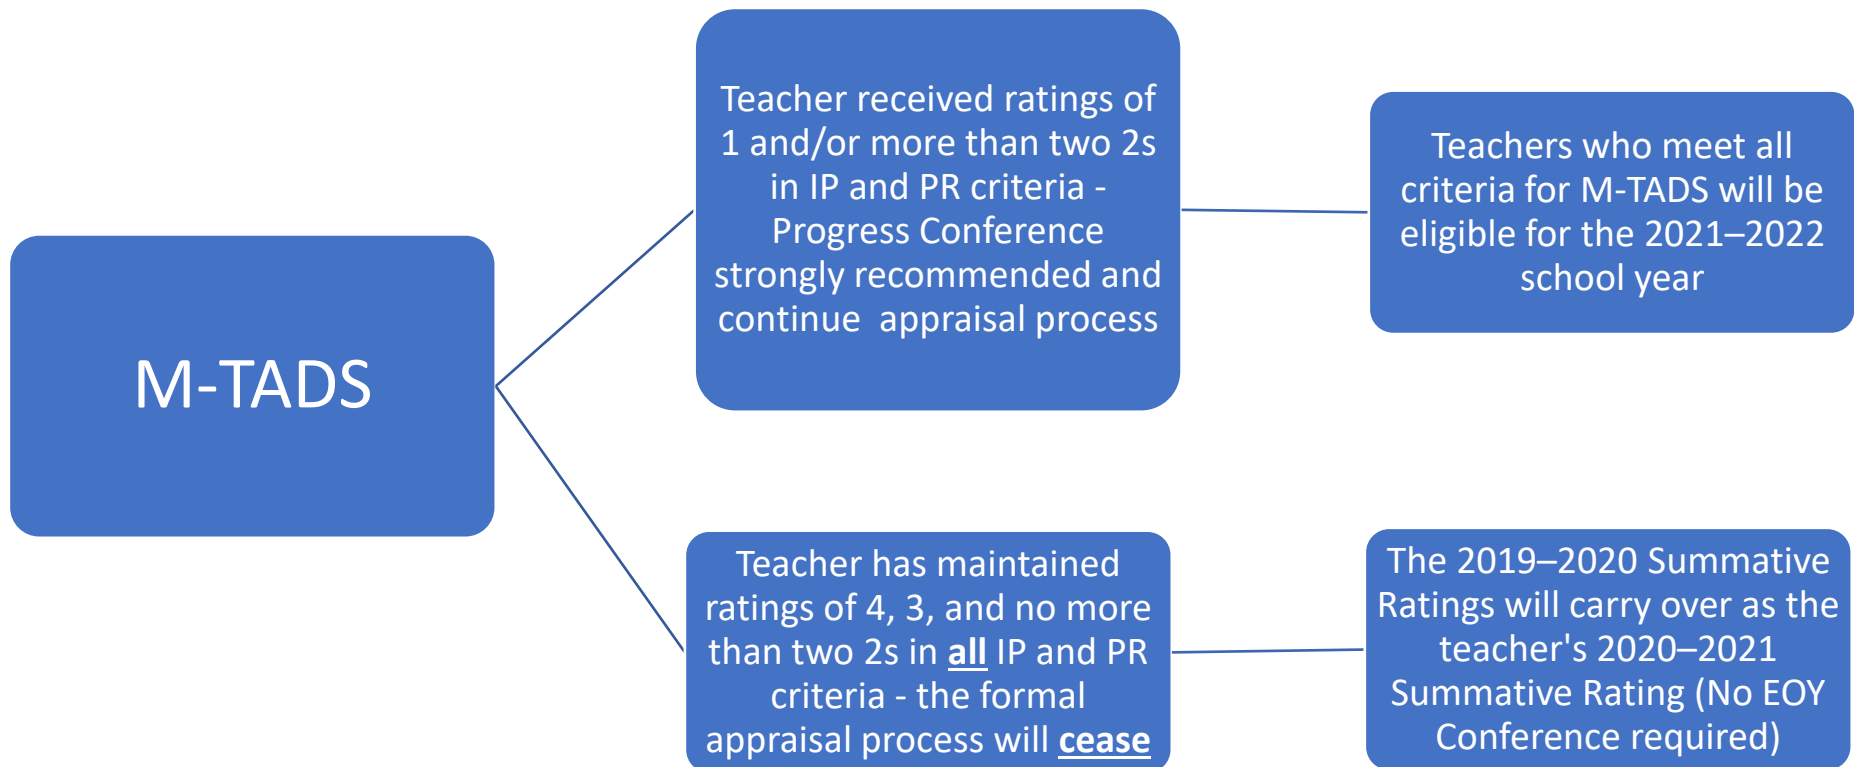 M-TADS
Teacher received ratings of
1 and/or more than two 2s
in IP and PR criteria -
Progress Conference
strongly recommended and
continue  appraisal process
Teachers who meet all
criteria for M-TADS will be
eligible for the 2021–2022
school year
Teacher has maintained
ratings of 4, 3, and no more
than two 2s in all IP and PR
criteria - the formal
appraisal process will cease
The 2019–2020 Summative
Ratings will carry over as the
teacher's 2020–2021
Summative Rating (No EOY
Conference required)